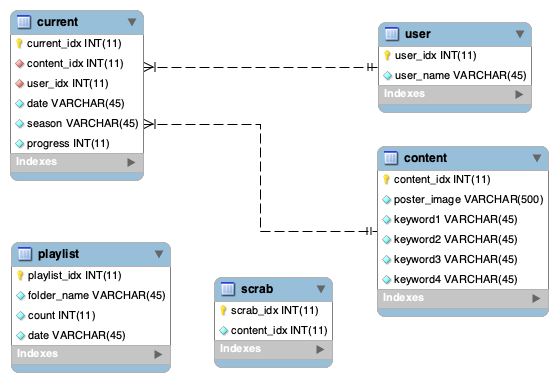 current
current_idx INT(11)
content_idx INT(11)
user_idx INT(11)
date VARCHAR(45)
season VARCHAR(45)
progress INT(11)
Indexes
user
user_idx INT(11)
user_name VARCHAR(45)
Indexes
content
content_idx INT(11)
poster_image VARCHAR(500)
keyword1 VARCHAR(45)
keyword2 VARCHAR(45)
keyword3 VARCHAR(45)
keyword4 VARCHAR(45)
Indexes
playlist
playlist_idx INT(11)
folder_name VARCHAR(45)
count INT(11)
date VARCHAR(45)
Indexes
scrab
scrab_idx INT(11)
content_idx INT(11)
Indexes